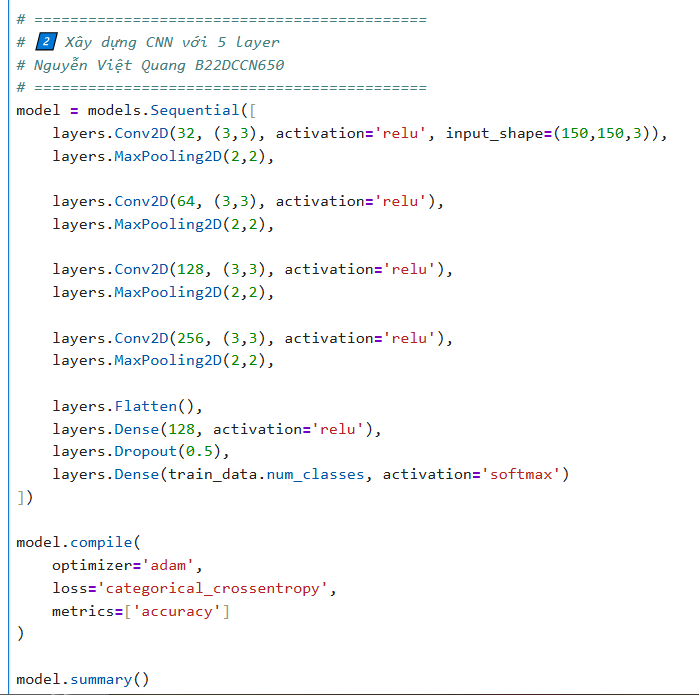 # ============================================
# 2️⃣ Xây dựng CNN với 5 layer
# Nguyễn Việt Quang B22DCCN650
# ============================================
model = models.Sequential([
    layers.Conv2D(32, (3,3), activation='relu', input_shape=(150,150,3)),
    layers.MaxPooling2D(2,2),

    layers.Conv2D(64, (3,3), activation='relu'),
    layers.MaxPooling2D(2,2),

    layers.Conv2D(128, (3,3), activation='relu'),
    layers.MaxPooling2D(2,2),

    layers.Conv2D(256, (3,3), activation='relu'),
    layers.MaxPooling2D(2,2),

    layers.Flatten(),
    layers.Dense(128, activation='relu'),
    layers.Dropout(0.5),
    layers.Dense(train_data.num_classes, activation='softmax')
])

model.compile(
    optimizer='adam',
    loss='categorical_crossentropy',
    metrics=['accuracy']
)

model.summary()